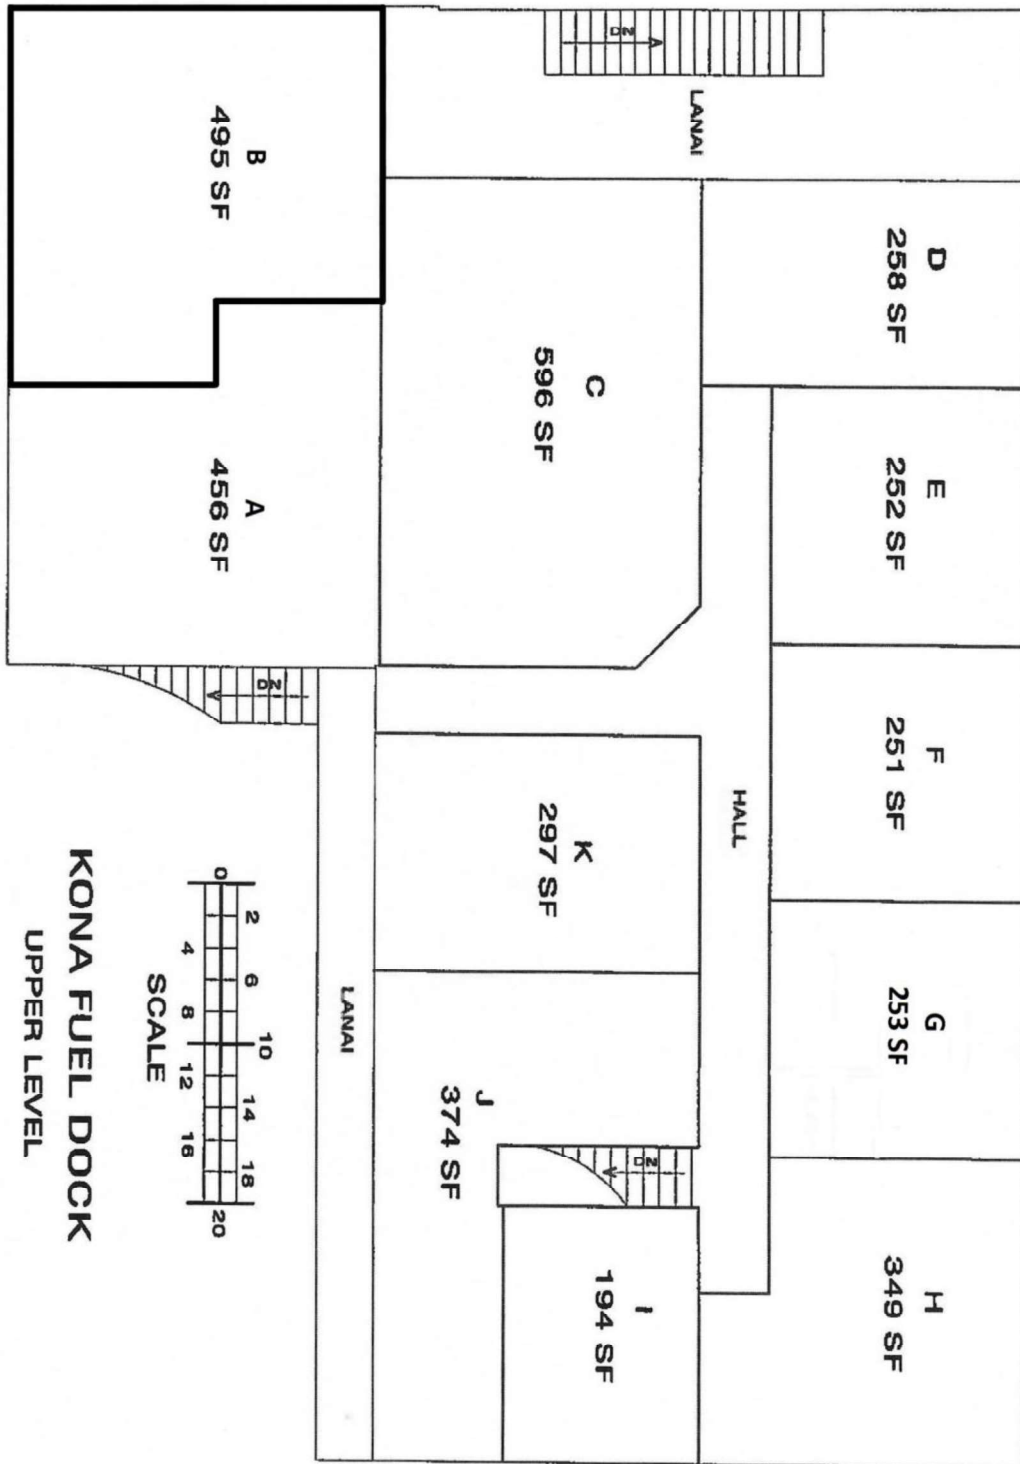 B
495 SF
DN
LANAI
D
258 SF
C
596 SF
E
252 SF
A
456 SF
DN
F
251 SF
HALL
K
297 SF
G
253 SF
LANAI
J
374 SF
DN
I
194 SF
H
349 SF
0
2
4
6
8
10
12
14
16
18
20
SCALE
KONA FUEL DOCK
UPPER LEVEL